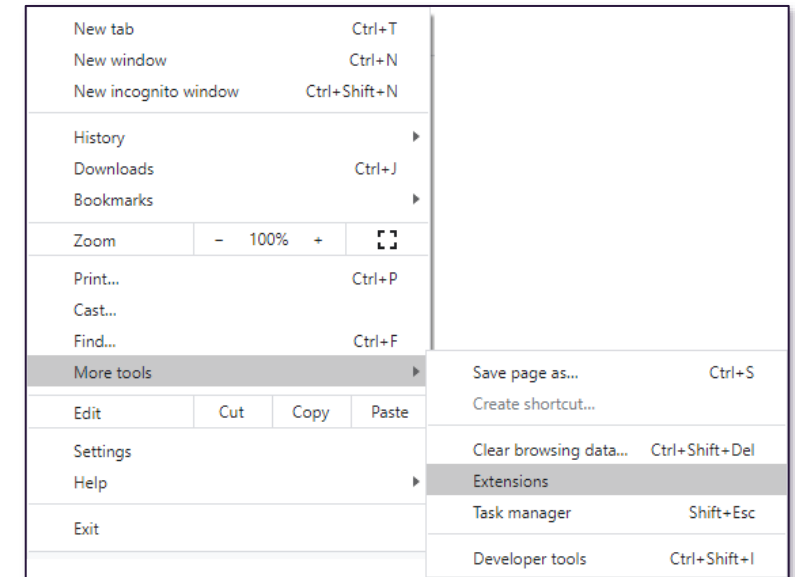 New tab Ctrl+T
New window Ctrl+N
New incognito window Ctrl+Shift+N
History
Downloads Ctrl+J
Bookmarks
Zoom − 100% +
Print... Ctrl+P
Cast...
Find... Ctrl+F
More tools
Edit Cut Copy Paste
Settings
Help
Exit
Save page as... Ctrl+S
Create shortcut...
Clear browsing data... Ctrl+Shift+Del
Extensions
Task manager Shift+Esc
Developer tools Ctrl+Shift+I